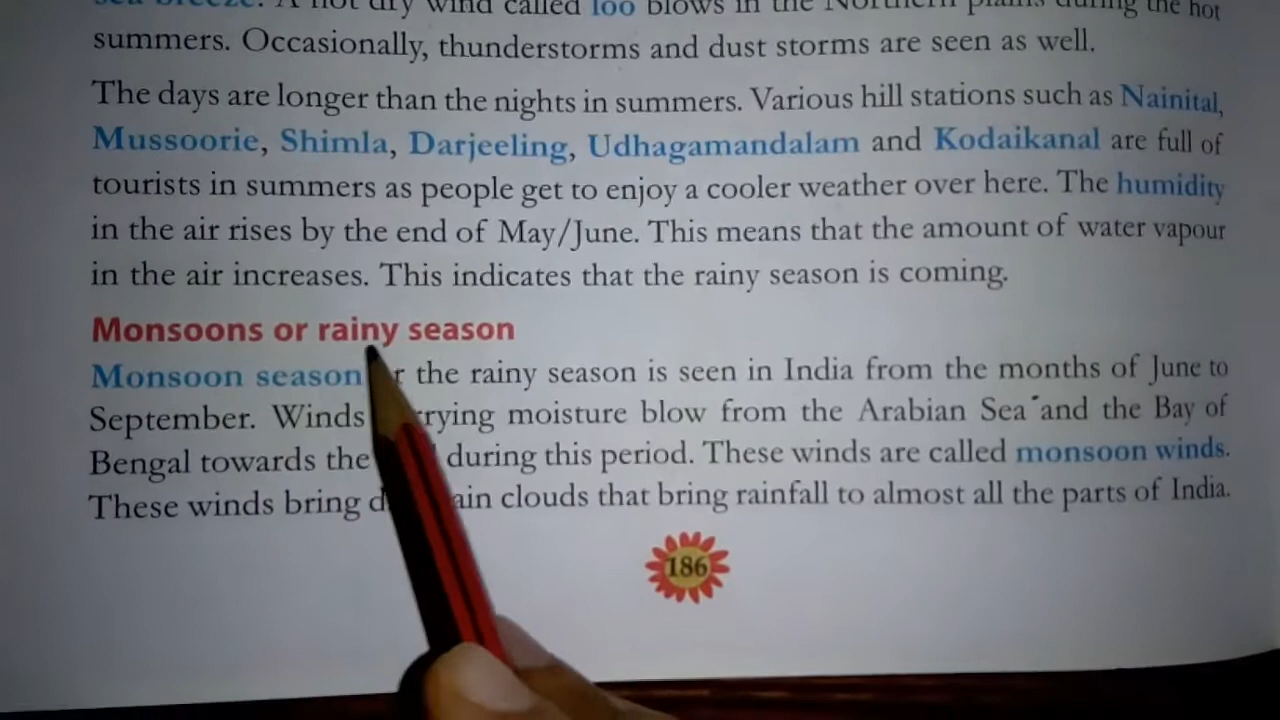 sea breeze. A hot dry wind called loo blows in the Northern plains during the hot
summers. Occasionally, thunderstorms and dust storms are seen as well.
The days are longer than the nights in summers. Various hill stations such as Nainital,
Mussoorie, Shimla, Darjeeling, Udhagamandalam and Kodaikanal are full of
tourists in summers as people get to enjoy a cooler weather over here. The humidity
in the air rises by the end of May/June. This means that the amount of water vapour
in the air increases. This indicates that the rainy season is coming.
Monsoons or rainy season
Monsoon season the rainy season is seen in India from the months of June to
September. Winds moisture blow from the Arabian Sea and the Bay of
Bengal towards the during this period. These winds are called monsoon winds.
These winds bring clouds that bring rainfall to almost all the parts of India.
186